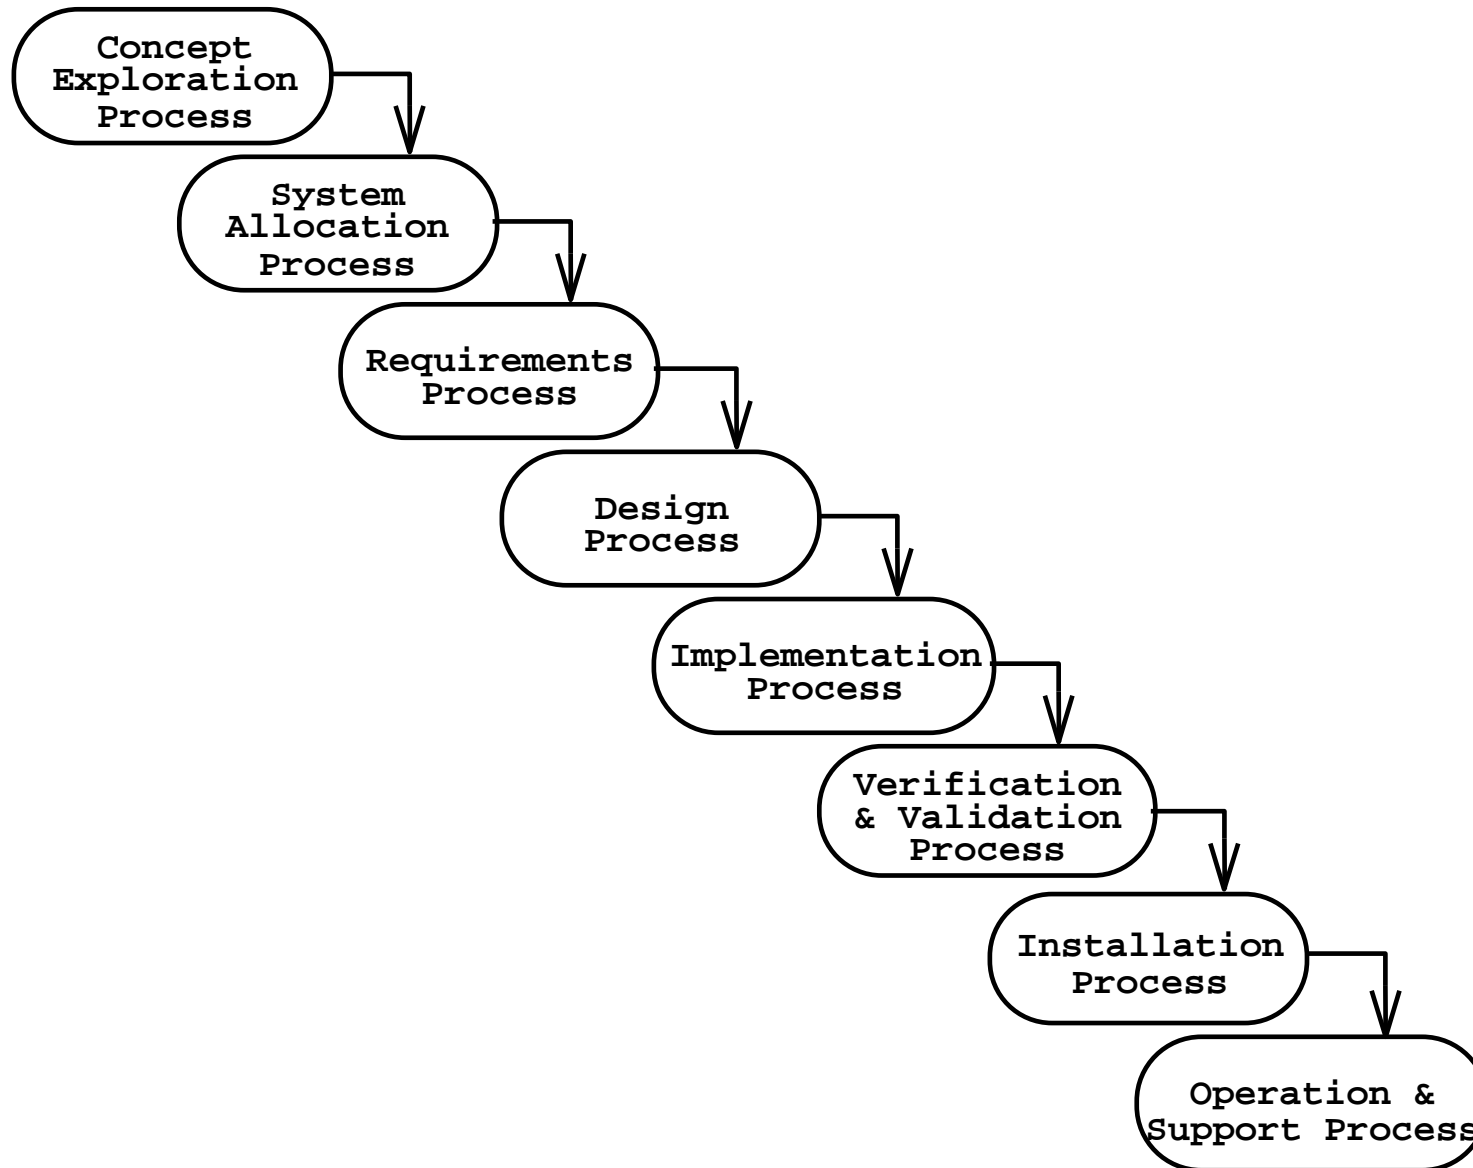 Concept
Exploration
Process
System
Allocation
Process
Requirements
Process
Design
Process
Implementation
Process
Verification
& Validation
Process
Installation
Process
Operation &
Support Process